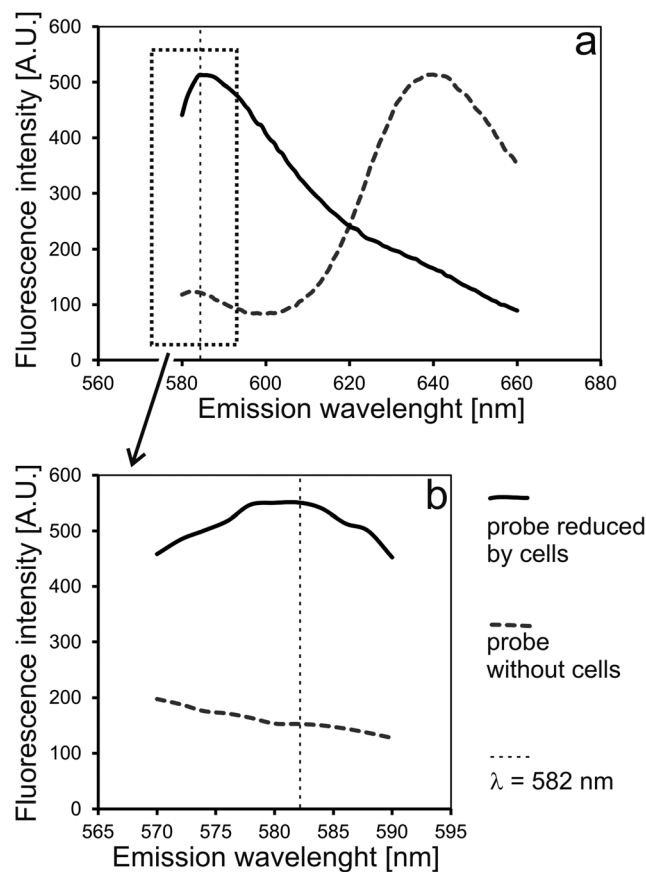 a
Fluorescence intensity [A.U.]
600
500
400
300
200
100
0
560
580
600
620
640
660
680
Emission wavelenght [nm]
b
Fluorescence intensity [A.U.]
600
500
400
300
200
100
0
565
570
575
580
585
590
595
Emission wavelenght [nm]
probe reduced
by cells
probe
without cells
λ = 582 nm